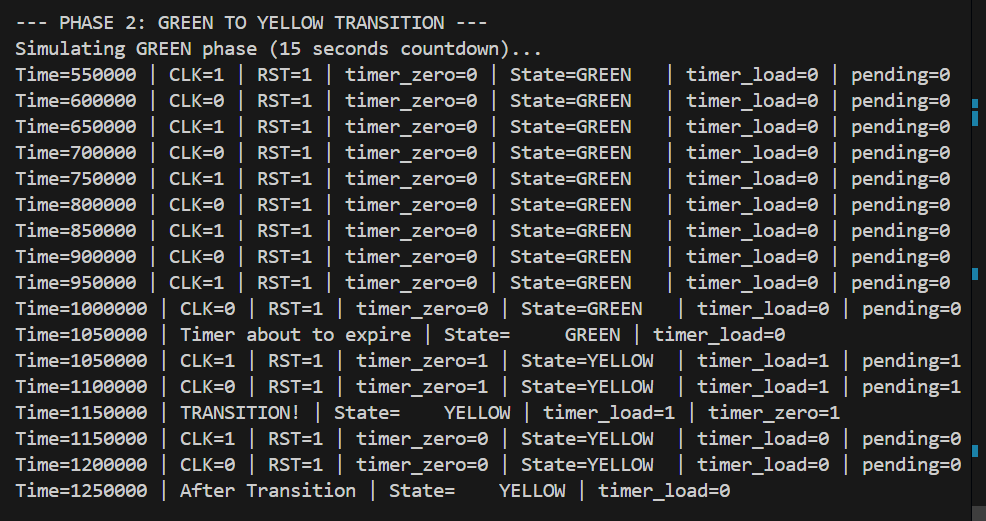 --- PHASE 2: GREEN TO YELLOW TRANSITION ---
Simulating GREEN phase (15 seconds countdown)...
Time=550000 | CLK=1 | RST=1 | timer_zero=0 | State=GREEN   | timer_load=0 | pending=0
Time=600000 | CLK=0 | RST=1 | timer_zero=0 | State=GREEN   | timer_load=0 | pending=0
Time=650000 | CLK=1 | RST=1 | timer_zero=0 | State=GREEN   | timer_load=0 | pending=0
Time=700000 | CLK=0 | RST=1 | timer_zero=0 | State=GREEN   | timer_load=0 | pending=0
Time=750000 | CLK=1 | RST=1 | timer_zero=0 | State=GREEN   | timer_load=0 | pending=0
Time=800000 | CLK=0 | RST=1 | timer_zero=0 | State=GREEN   | timer_load=0 | pending=0
Time=850000 | CLK=1 | RST=1 | timer_zero=0 | State=GREEN   | timer_load=0 | pending=0
Time=900000 | CLK=0 | RST=1 | timer_zero=0 | State=GREEN   | timer_load=0 | pending=0
Time=950000 | CLK=1 | RST=1 | timer_zero=0 | State=GREEN   | timer_load=0 | pending=0
Time=1000000 | CLK=0 | RST=1 | timer_zero=0 | State=GREEN   | timer_load=0 | pending=0
Time=1050000 | Timer about to expire | State=     GREEN | timer_load=0
Time=1050000 | CLK=1 | RST=1 | timer_zero=1 | State=YELLOW  | timer_load=1 | pending=1
Time=1100000 | CLK=0 | RST=1 | timer_zero=1 | State=YELLOW  | timer_load=1 | pending=1
Time=1150000 | TRANSITION! | State=    YELLOW | timer_load=1 | timer_zero=1
Time=1150000 | CLK=1 | RST=1 | timer_zero=0 | State=YELLOW  | timer_load=0 | pending=0
Time=1200000 | CLK=0 | RST=1 | timer_zero=0 | State=YELLOW  | timer_load=0 | pending=0
Time=1250000 | After Transition | State=    YELLOW | timer_load=0